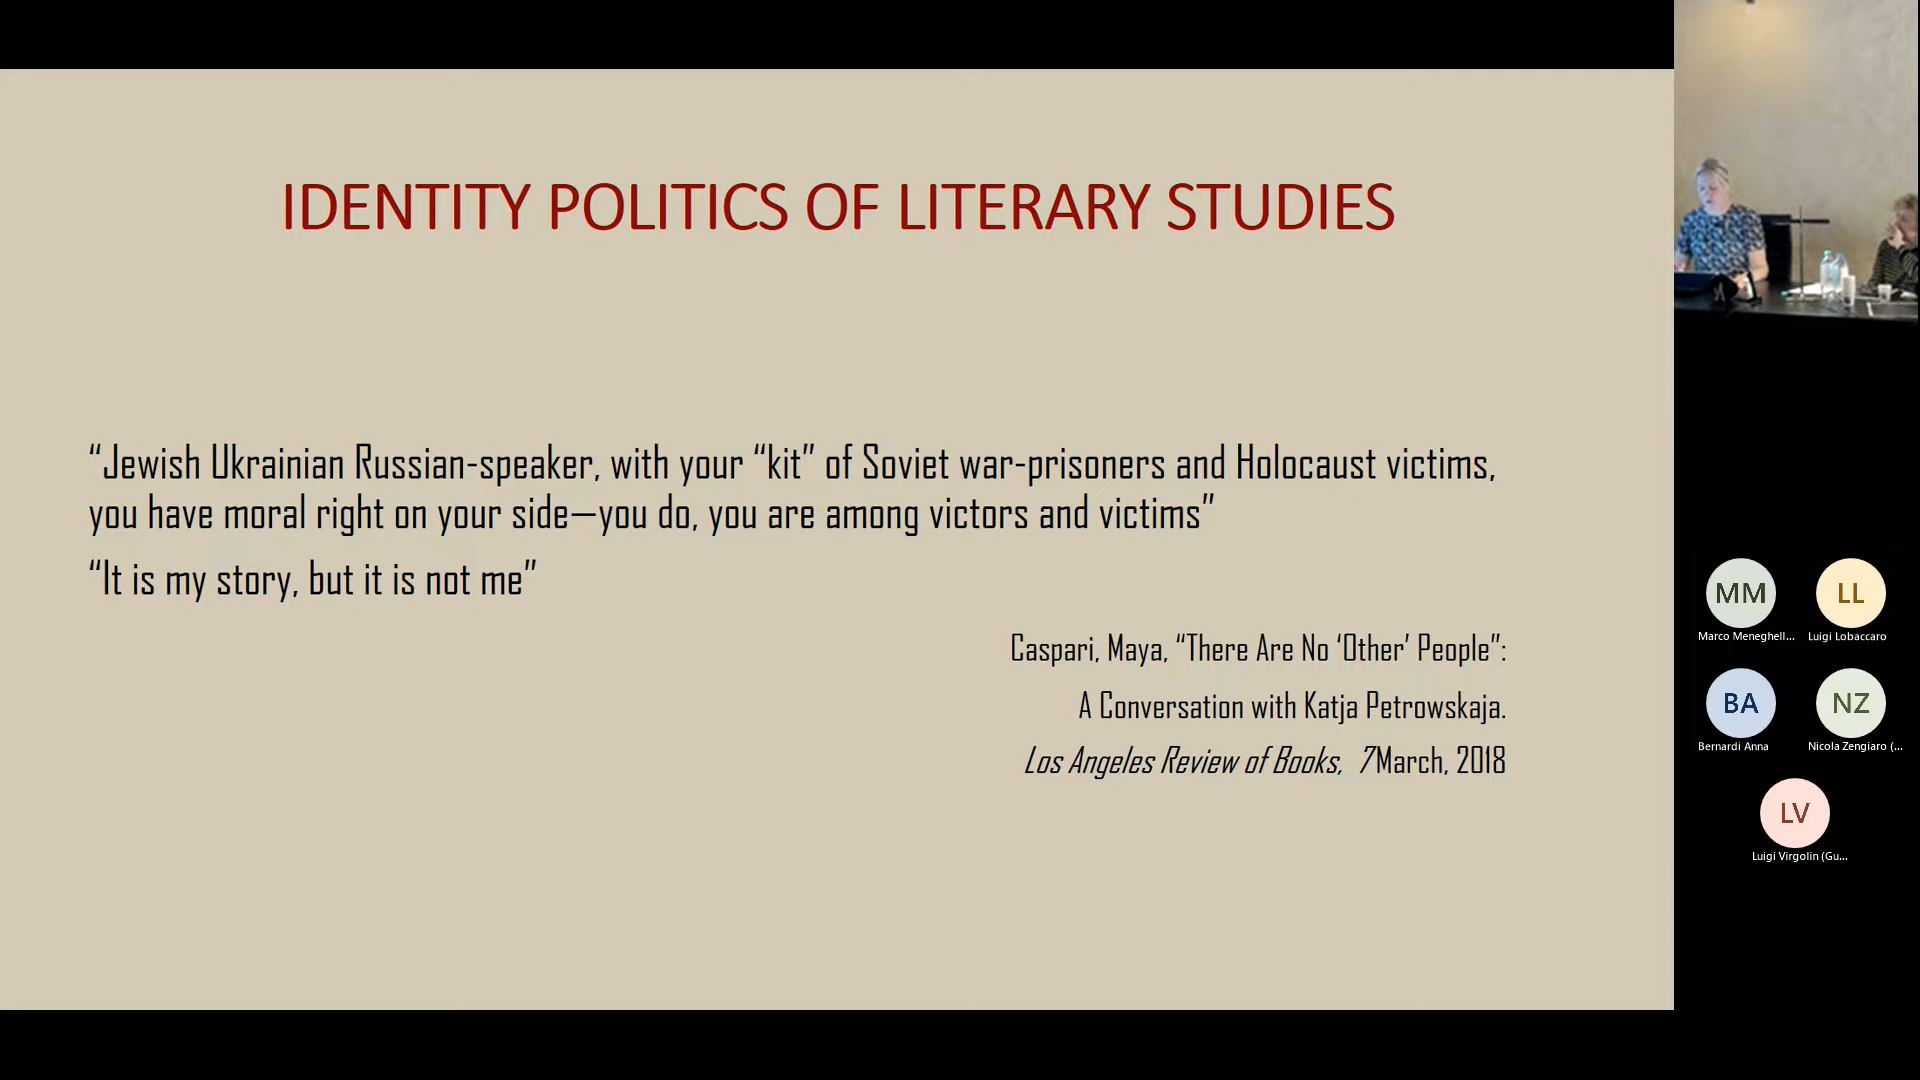 IDENTITY POLITICS OF LITERARY STUDIES
“Jewish Ukrainian Russian-speaker, with your “kit” of Soviet war-prisoners and Holocaust victims,
you have moral right on your side—you do, you are among victors and victims”
“It is my story, but it is not me”
Caspari, Maya, “There Are No ‘Other’ People”:
A Conversation with Katja Petrowskaja.
Los Angeles Review of Books, 7 March, 2018
MM
LL
Marco Meneghell...
Luigi Lobaccaro
BA
NZ
Bernardi Anna
Nicola Zengiaro (...
LV
Luigi Virgolin (Gu...